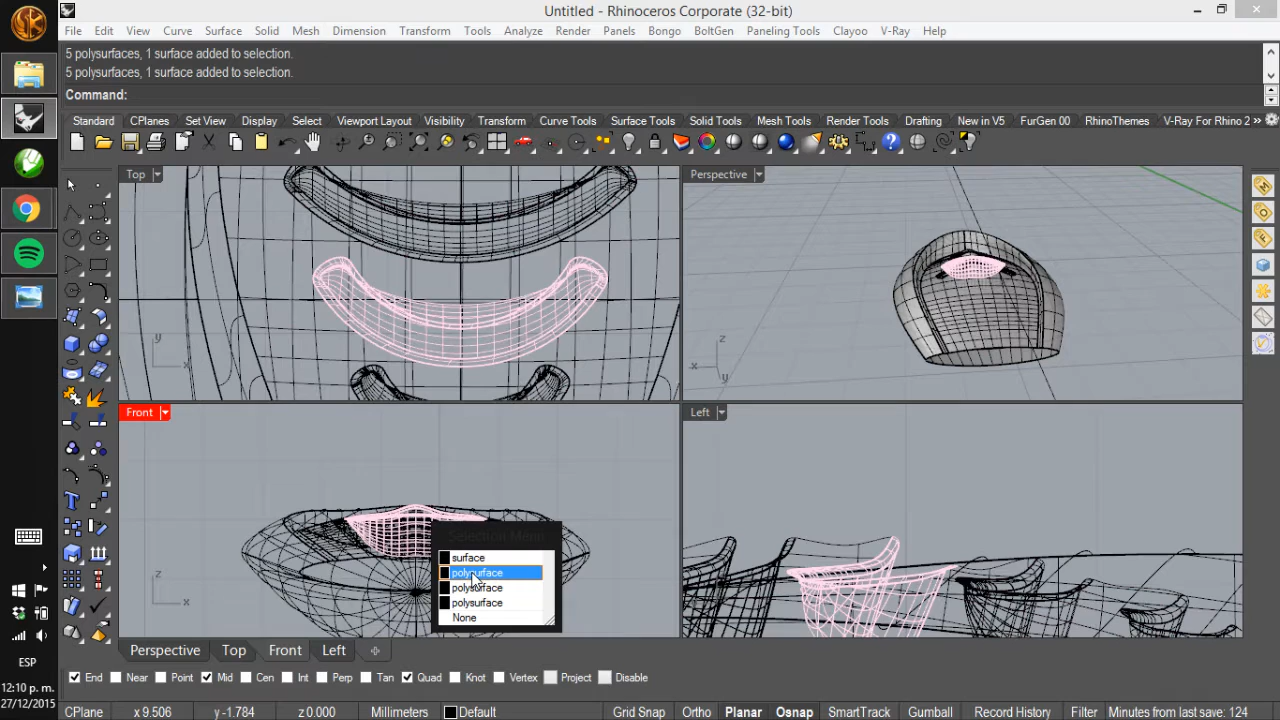 Untitled - Rhinoceros Corporate (32-bit)
File Edit View Curve Surface Solid Mesh Dimension Transform Tools Analyze Render Panels Bongo BoltGen Paneling Tools Clayoo V-Ray Help
5 polysurfaces, 1 surface added to selection.
5 polysurfaces, 1 surface added to selection.
Command:
Standard CPlanes Set View Display Select Viewport Layout Visibility Transform Curve Tools Surface Tools Solid Tools Mesh Tools Render Tools Drafting New in V5 FurGen 00 RhinoThemes V-Ray For Rhino 2 »
Top
Perspective
y
x
z
x
y
Front
Left
Selection Menu
surface
polysurface
polysurface
polysurface
None
z
x
Perspective Top Front Left
End Near Point Mid Cen Int Perp Tan Quad Knot Vertex Project Disable
CPlane x 9.506 y -1.784 z 0.000 Millimeters Default Grid Snap Ortho Planar Osnap SmartTrack Gumball Record History Filter Minutes from last save: 124
ESP
12:10 p. m.
27/12/2015